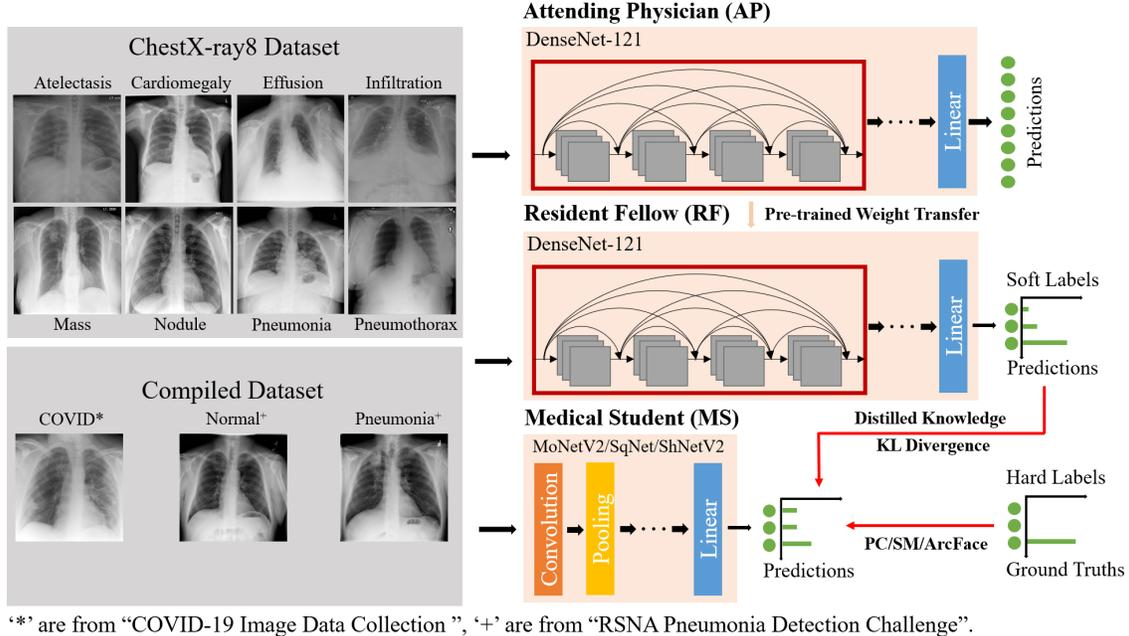 ChestX-ray8 Dataset
Atelectasis Cardiomegaly Effusion Infiltration
Mass Nodule Pneumonia Pneumothorax
Compiled Dataset
COVID* Normal+ Pneumonia+
Attending Physician (AP)
DenseNet-121
Linear
Predictions
Resident Fellow (RF)
Pre-trained Weight Transfer
DenseNet-121
Linear
Soft Labels
Predictions
Medical Student (MS)
MoNetV2/SqNet/ShNetV2
Convolution
Pooling
Linear
Predictions
Distilled Knowledge
KL Divergence
Hard Labels
PC/SM/ArcFace
Ground Truths
‘*’ are from “COVID-19 Image Data Collection ”, ‘+’ are from “RSNA Pneumonia Detection Challenge”.